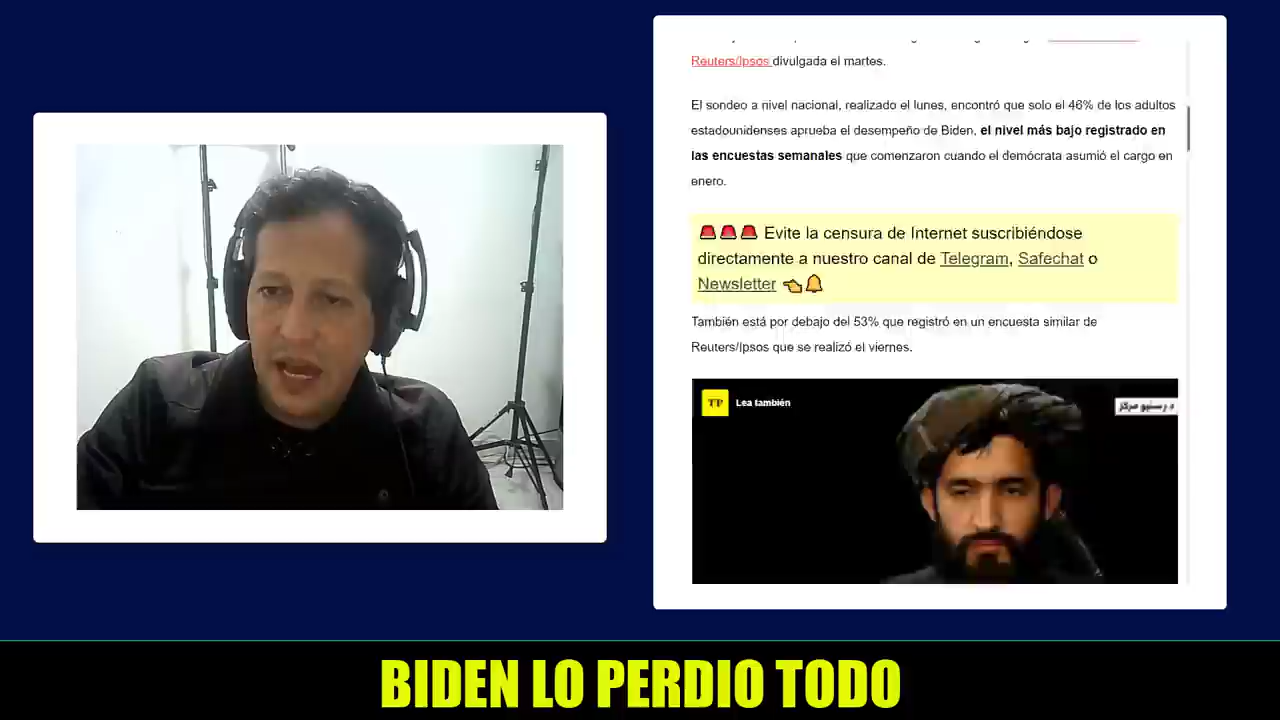 Reuters/Ipsos divulgada el martes.
El sondeo a nivel nacional, realizado el lunes, encontró que solo el 46% de los adultos
estadounidenses aprueba el desempeño de Biden, el nivel más bajo registrado en
las encuestas semanales que comenzaron cuando el demócrata asumió el cargo en
enero.
🚨🚨🚨 Evite la censura de Internet suscribiéndose
directamente a nuestro canal de Telegram, Safechat o
Newsletter 👈🔔
También está por debajo del 53% que registró en un encuesta similar de
Reuters/Ipsos que se realizó el viernes.
TP Lea también
BIDEN LO PERDIO TODO